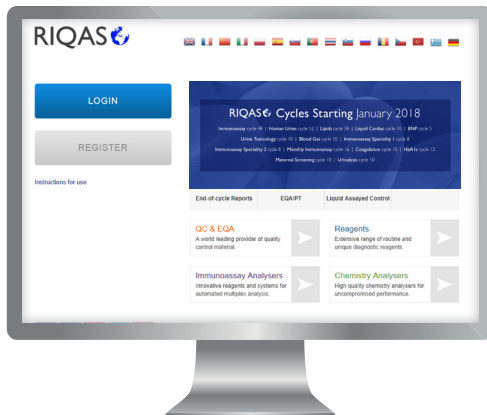 RIQAS
LOGIN
REGISTER
Instructions for use
RIQAS Cycles Starting January 2018
Immunoassay cycle 48 | Human Urine cycle 52 | Lipids cycle 58 | Liquid Cardiac cycle 10 | BNP cycle 5
Urine Toxicology cycle 10 | Blood Gas cycle 10 | Immunoassay Speciality 1 cycle 8
Immunoassay Speciality 2 cycle 8 | Monthly Immunoassay cycle 16 | Coagulation cycle 10 | HbA1c cycle 13
Maternal Screening cycle 10 | Urinalysis cycle 10
End-of-cycle Reports
EQA/PT
Liquid Assayed Control
QC & EQA
A world leading provider of quality
control material.
Reagents
Extensive range of routine and
unique diagnostic reagents.
Immunoassay Analysers
Innovative reagents and systems for
automated multiplex analysis.
Chemistry Analysers
High quality chemistry analysers for
uncompromised performance.